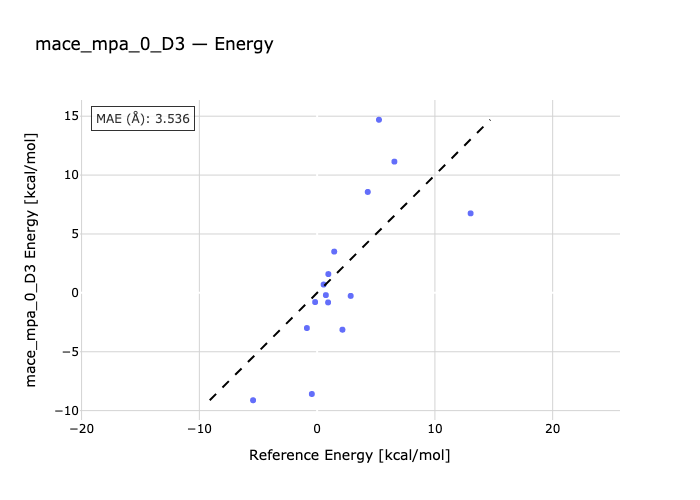 mace_mpa_0_D3 — Energy
MAE (Å): 3.536
15
10
5
0
−5
−10
mace_mpa_0_D3 Energy [kcal/mol]
−20
−10
0
10
20
Reference Energy [kcal/mol]